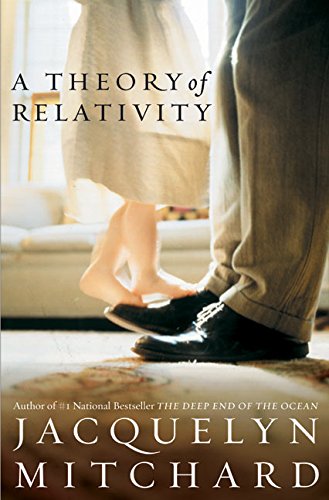 A THEORY of
RELATIVITY
Author of #1 National Bestseller THE DEEP END OF THE OCEAN
JACQUELYN
MITCHARD